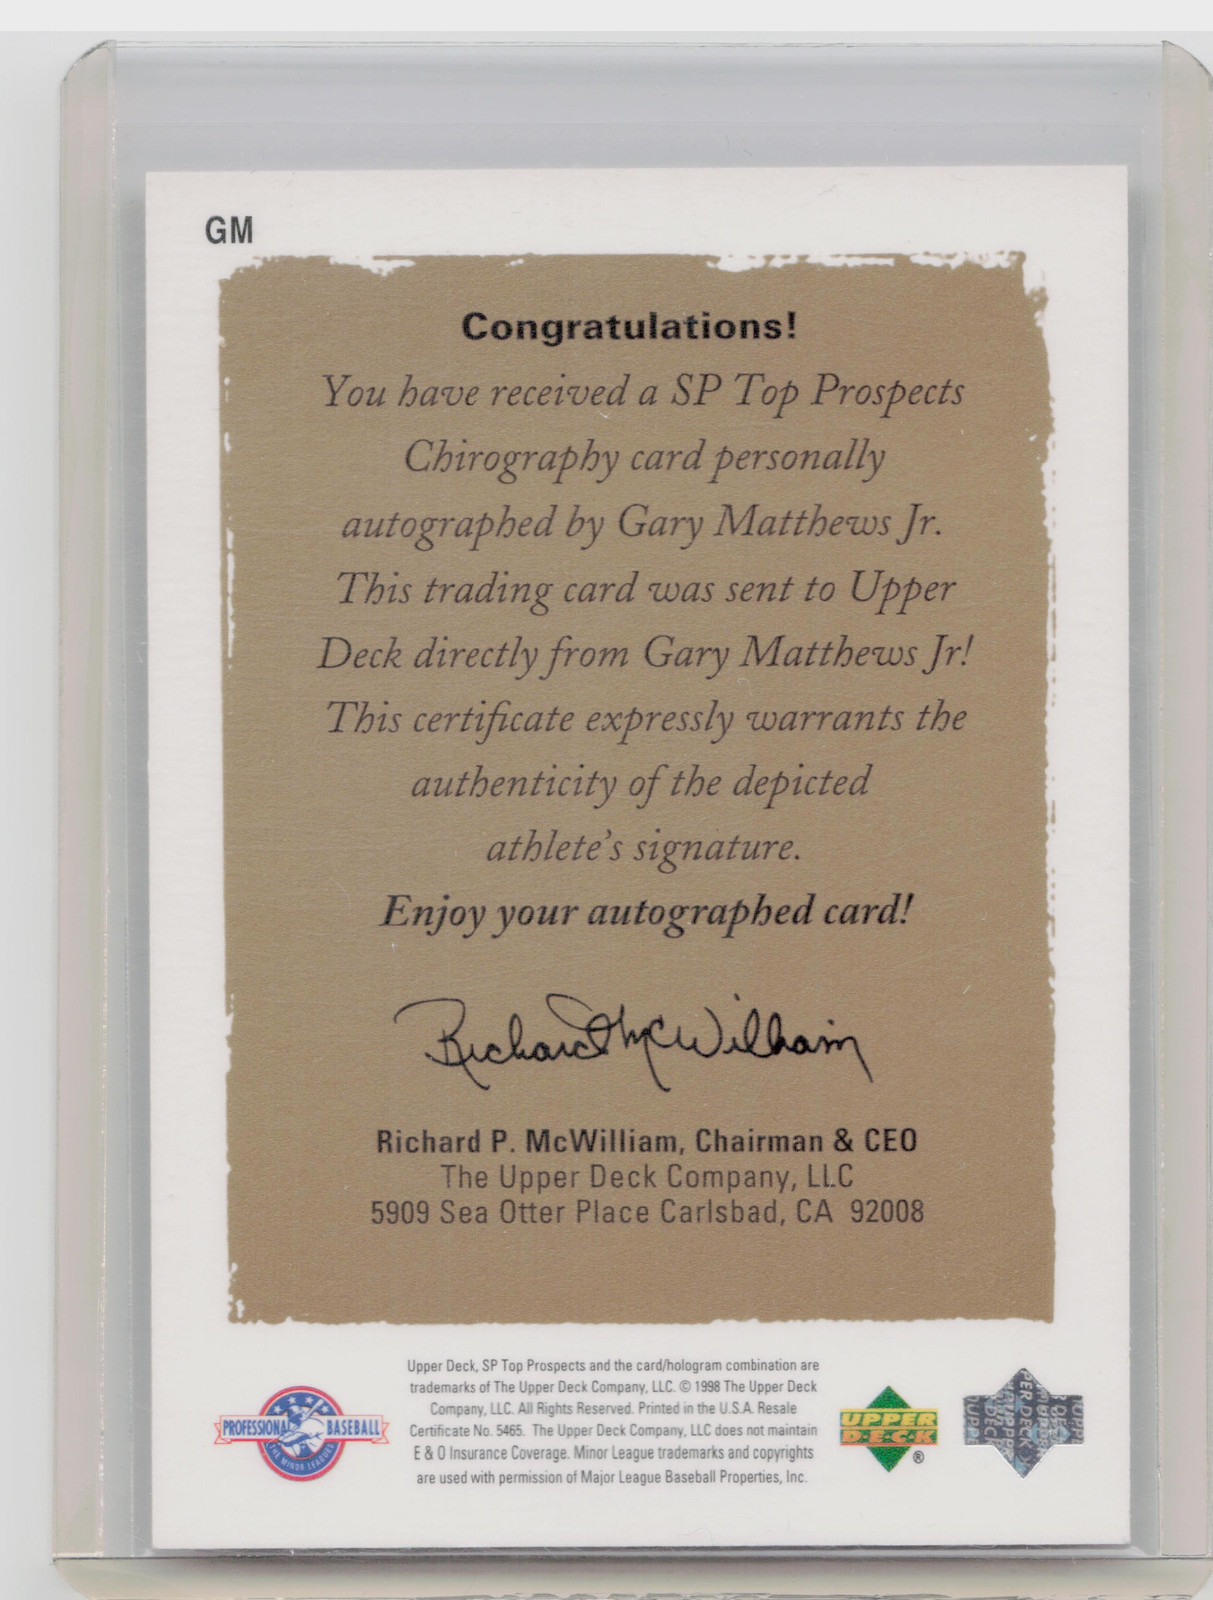 GM
Congratulations!
You have received a SP Top Prospects
Chirography card personally
autographed by Gary Matthews Jr.
This trading card was sent to Upper
Deck directly from Gary Matthews Jr!
This certificate expressly warrants the
authenticity of the depicted
athlete's signature.
Enjoy your autographed card!
Richard McWilliam
Richard P. McWilliam, Chairman & CEO
The Upper Deck Company, LLC
5909 Sea Otter Place Carlsbad, CA 92008
Upper Deck, SP Top Prospects and the card/hologram combination are
trademarks of The Upper Deck Company, LLC. © 1998 The Upper Deck
Company, LLC. All Rights Reserved. Printed in the U.S.A. Resale
Certificate No. 5465. The Upper Deck Company, LLC does not maintain
E & O Insurance Coverage. Minor League trademarks and copyrights
are used with permission of Major League Baseball Properties, Inc.
PROFESSIONAL BASEBALL
THE MINOR LEAGUES
UPPER
DECK
®